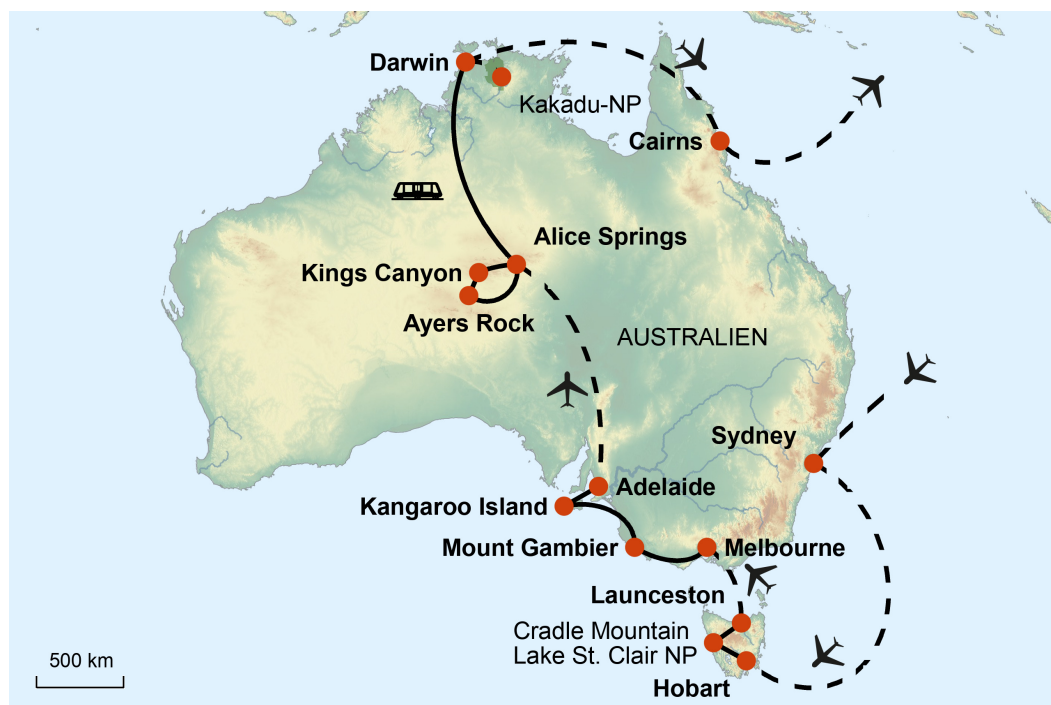 Darwin
Kakadu-NP
Cairns
Alice Springs
Kings Canyon
Ayers Rock
AUSTRALIEN
Sydney
Adelaide
Kangaroo Island
Mount Gambier
Melbourne
Launceston
Cradle Mountain
Lake St. Clair NP
500 km
Hobart